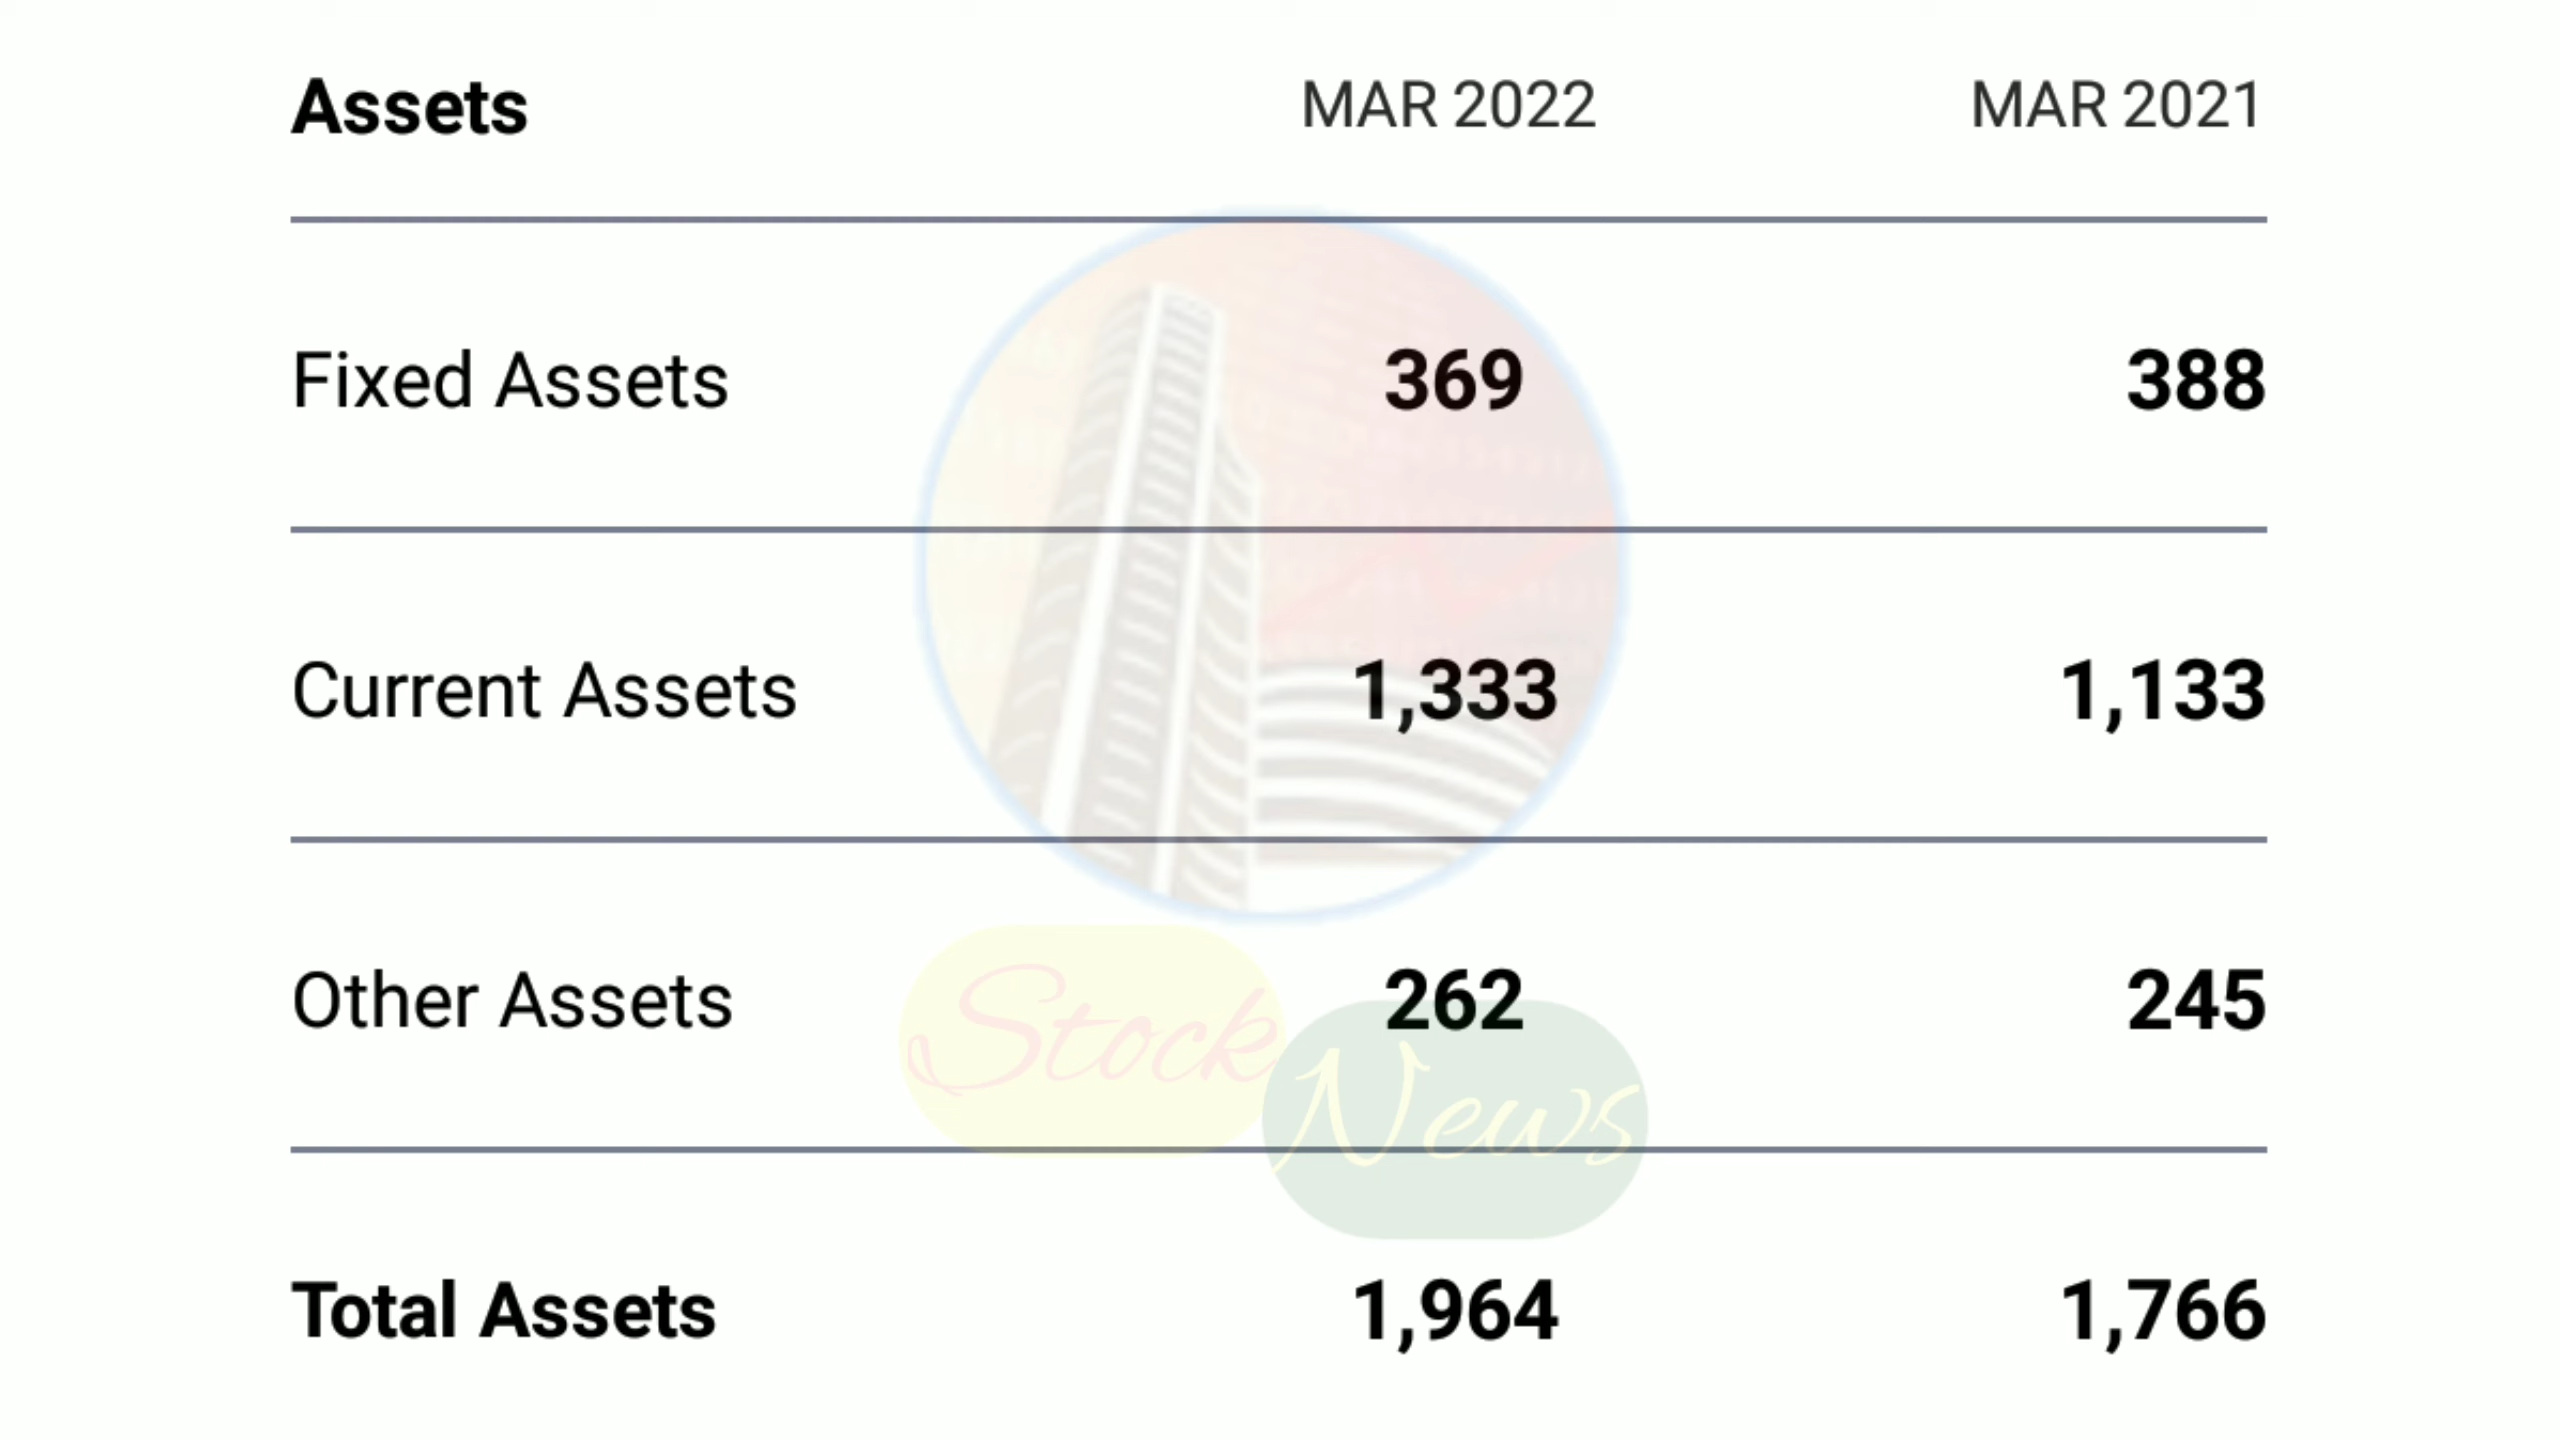 Assets MAR 2022 MAR 2021
Fixed Assets 369 388
Current Assets 1,333 1,133
Other Assets 262 245
Stock
News
Total Assets 1,964 1,766